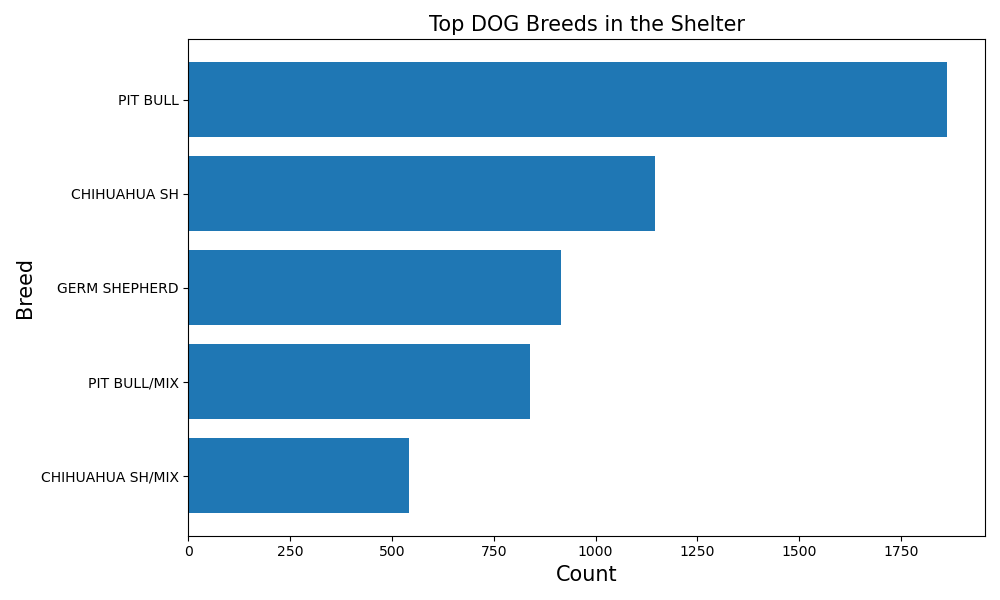 Top DOG Breeds in the Shelter
Breed
PIT BULL
CHIHUAHUA SH
GERM SHEPHERD
PIT BULL/MIX
CHIHUAHUA SH/MIX
0 250 500 750 1000 1250 1500 1750
Count